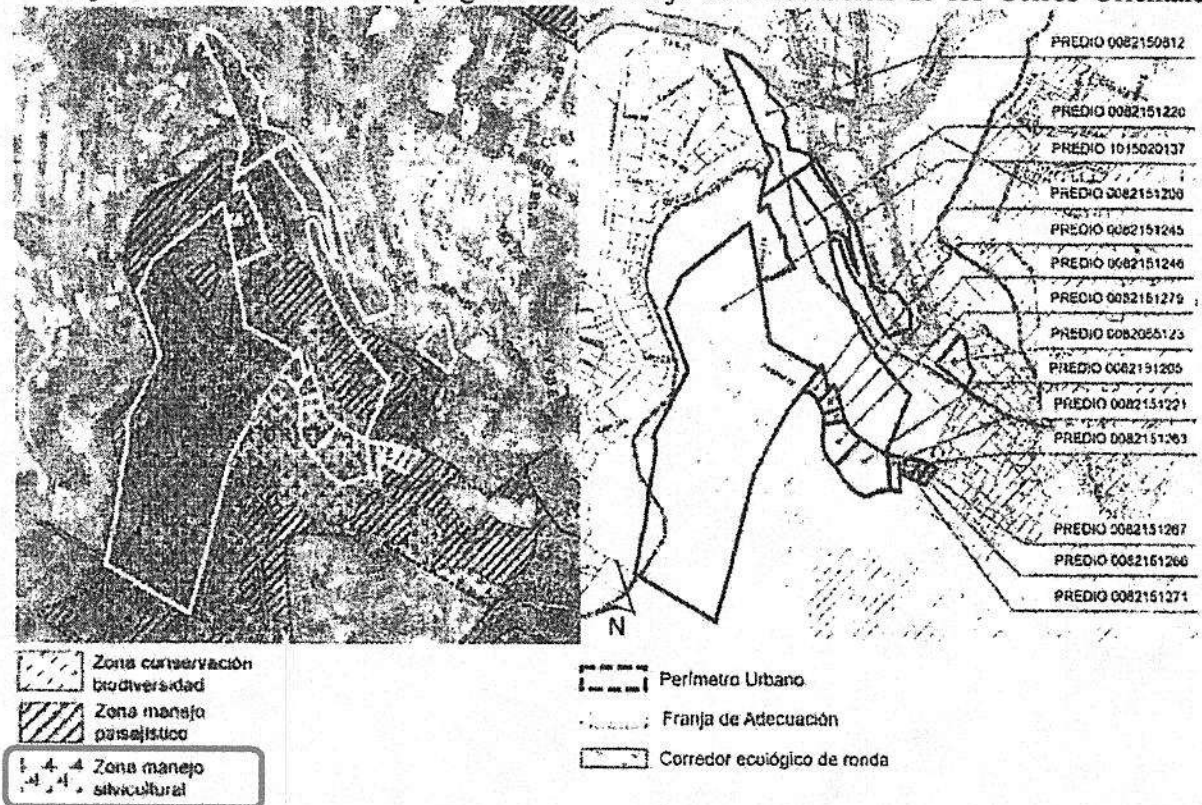 PREDIO 0082150812
PREDIO 0082151220
PREDIO 1015020137
PREDIO 0082151208
PREDIO 0082151245
PREDIO 0082151246
PREDIO 0082151279
PREDIO 0082055123
PREDIO 0082191205
PREDIO 0082151221
PREDIO 0082151263
PREDIO 0082151267
PREDIO 0082151266
PREDIO 0082151271
N
Zona conservación
biodiversidad
Zona manejo
paisajístico
Zona manejo
silvicultural
Perímetro Urbano
Franja de Adecuación
Corredor ecológico de ronda